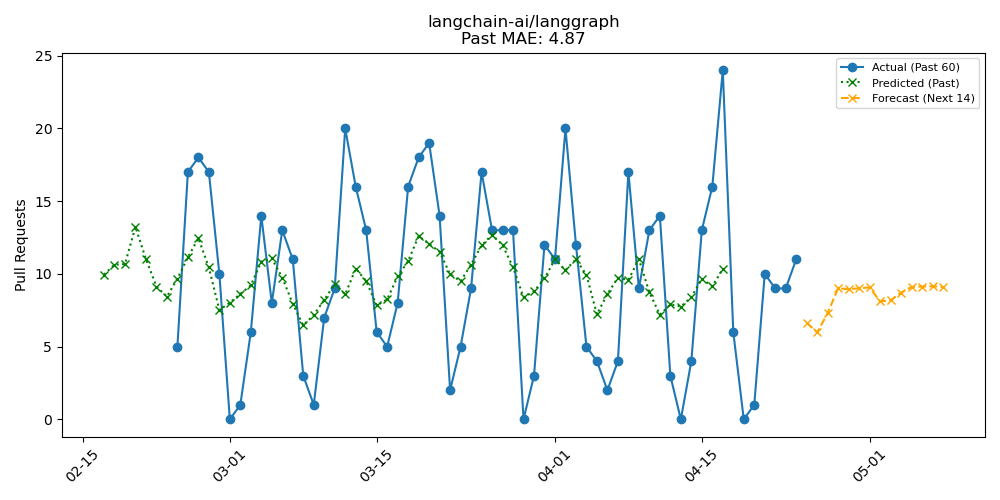 langchain-ai/langgraph
Past MAE: 4.87
Actual (Past 60)
Predicted (Past)
Forecast (Next 14)
Pull Requests
25
20
15
10
5
0
02-15
03-01
03-15
04-01
04-15
05-01